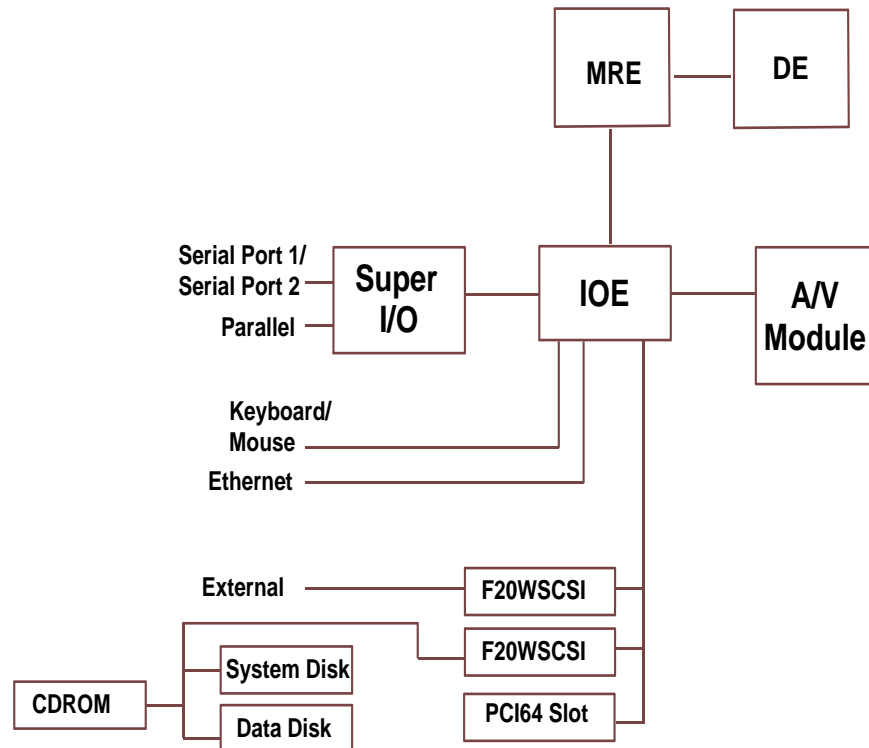 MRE
DE
Serial Port 1/
Serial Port 2
Parallel
Super
I/O
IOE
A/V
Module
Keyboard/
Mouse
Ethernet
External
F20WSCSI
F20WSCSI
System Disk
CDROM
Data Disk
PCI64 Slot